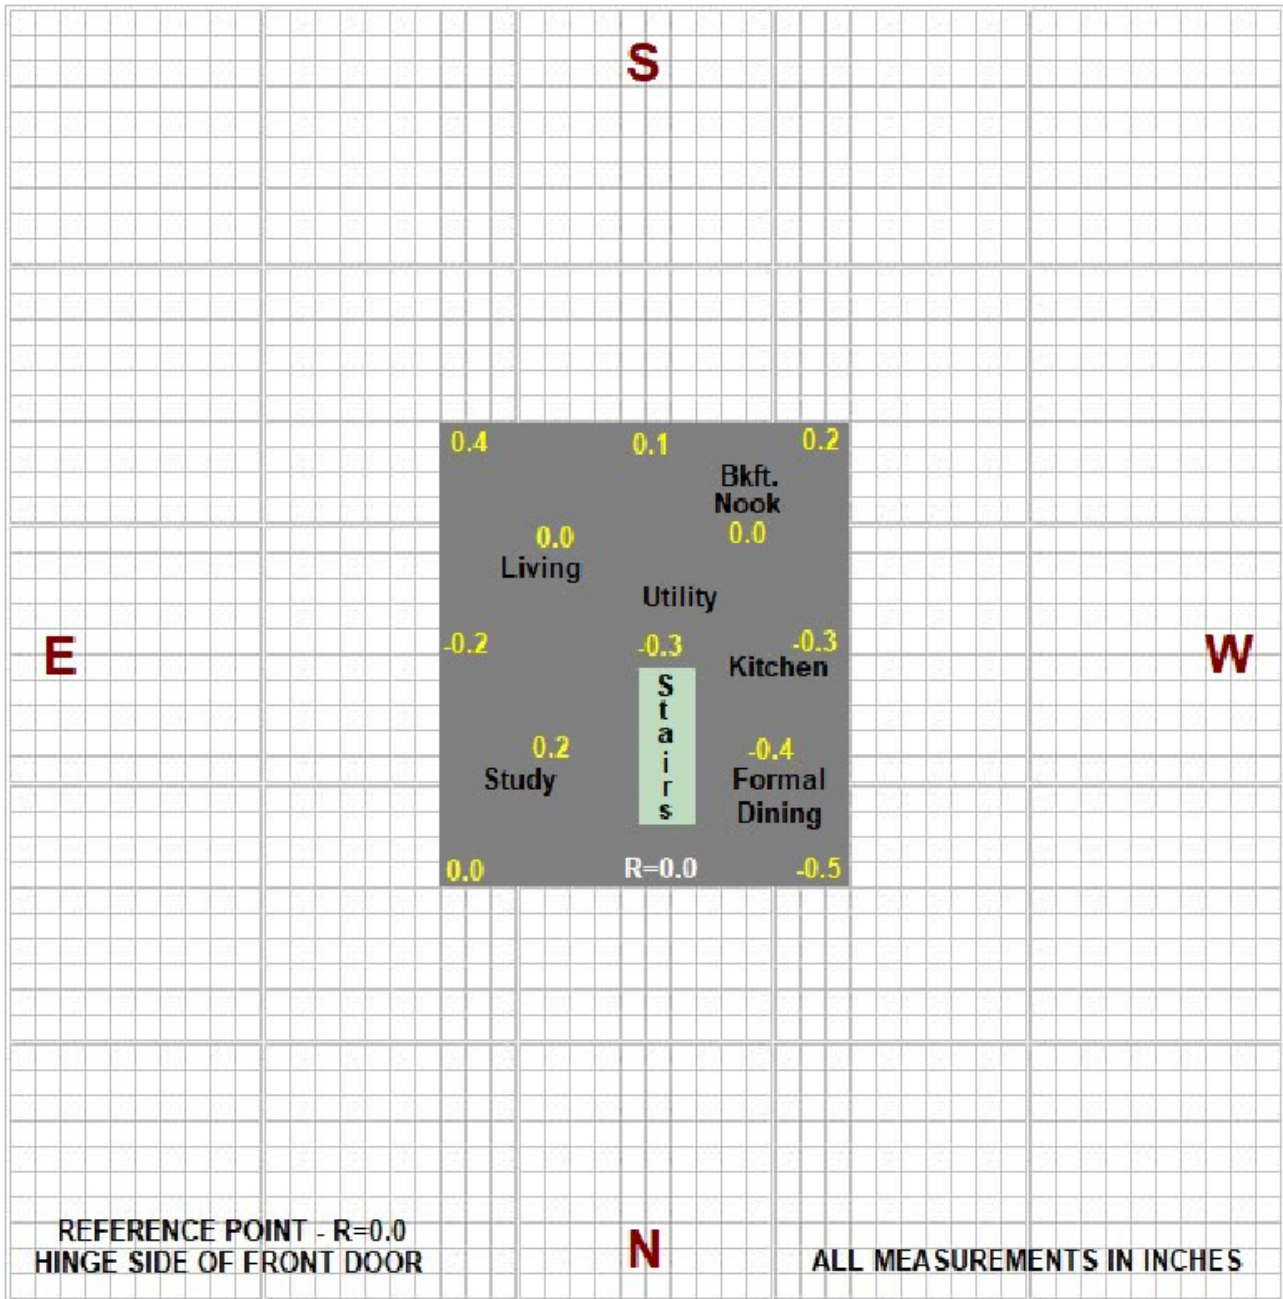 S
0.4 0.1 0.2
Bkft.
Nook
0.0 0.0
Living
Utility
E -0.2 -0.3 -0.3 W
Kitchen
Stairs
0.2 -0.4
Study Formal
Dining
0.0 R=0.0 -0.5
REFERENCE POINT - R=0.0
HINGE SIDE OF FRONT DOOR
N
ALL MEASUREMENTS IN INCHES